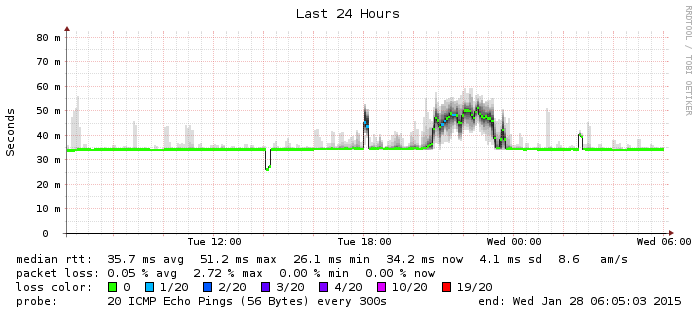 Last 24 Hours
RRDTOOL / TOBI OETIKER
Seconds
80 m
70 m
60 m
50 m
40 m
30 m
20 m
10 m
0
Tue 12:00 Tue 18:00 Wed 00:00 Wed 06:00
median rtt: 35.7 ms avg 51.2 ms max 26.1 ms min 34.2 ms now 4.1 ms sd 8.6 am/s
packet loss: 0.05 % avg 2.72 % max 0.00 % min 0.00 % now
loss color: 0 1/20 2/20 3/20 4/20 10/20 19/20
probe: 20 ICMP Echo Pings (56 Bytes) every 300s end: Wed Jan 28 06:05:03 2015